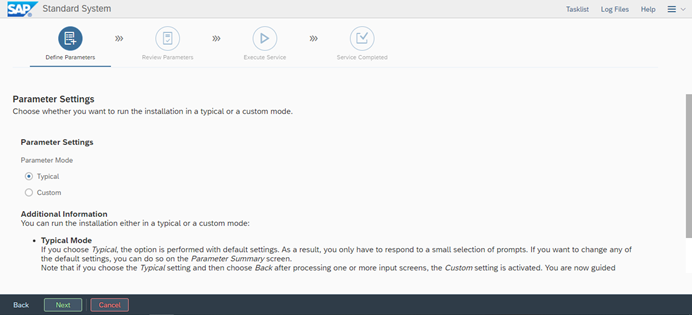 SAP Standard System Tasklist Log Files Help
Define Parameters Review Parameters Execute Service Service Completed
Parameter Settings
Choose whether you want to run the installation in a typical or a custom mode.
Parameter Settings
Parameter Mode
Typical
Custom
Additional Information
You can run the installation either in a typical or a custom mode:
• Typical Mode
If you choose Typical, the option is performed with default settings. As a result, you only have to respond to a small selection of prompts. If you want to change any of
the default settings, you can do so on the Parameter Summary screen.
Note that if you choose the Typical setting and then choose Back after processing one or more input screens, the Custom setting is activated. You are now guided
Back Next Cancel